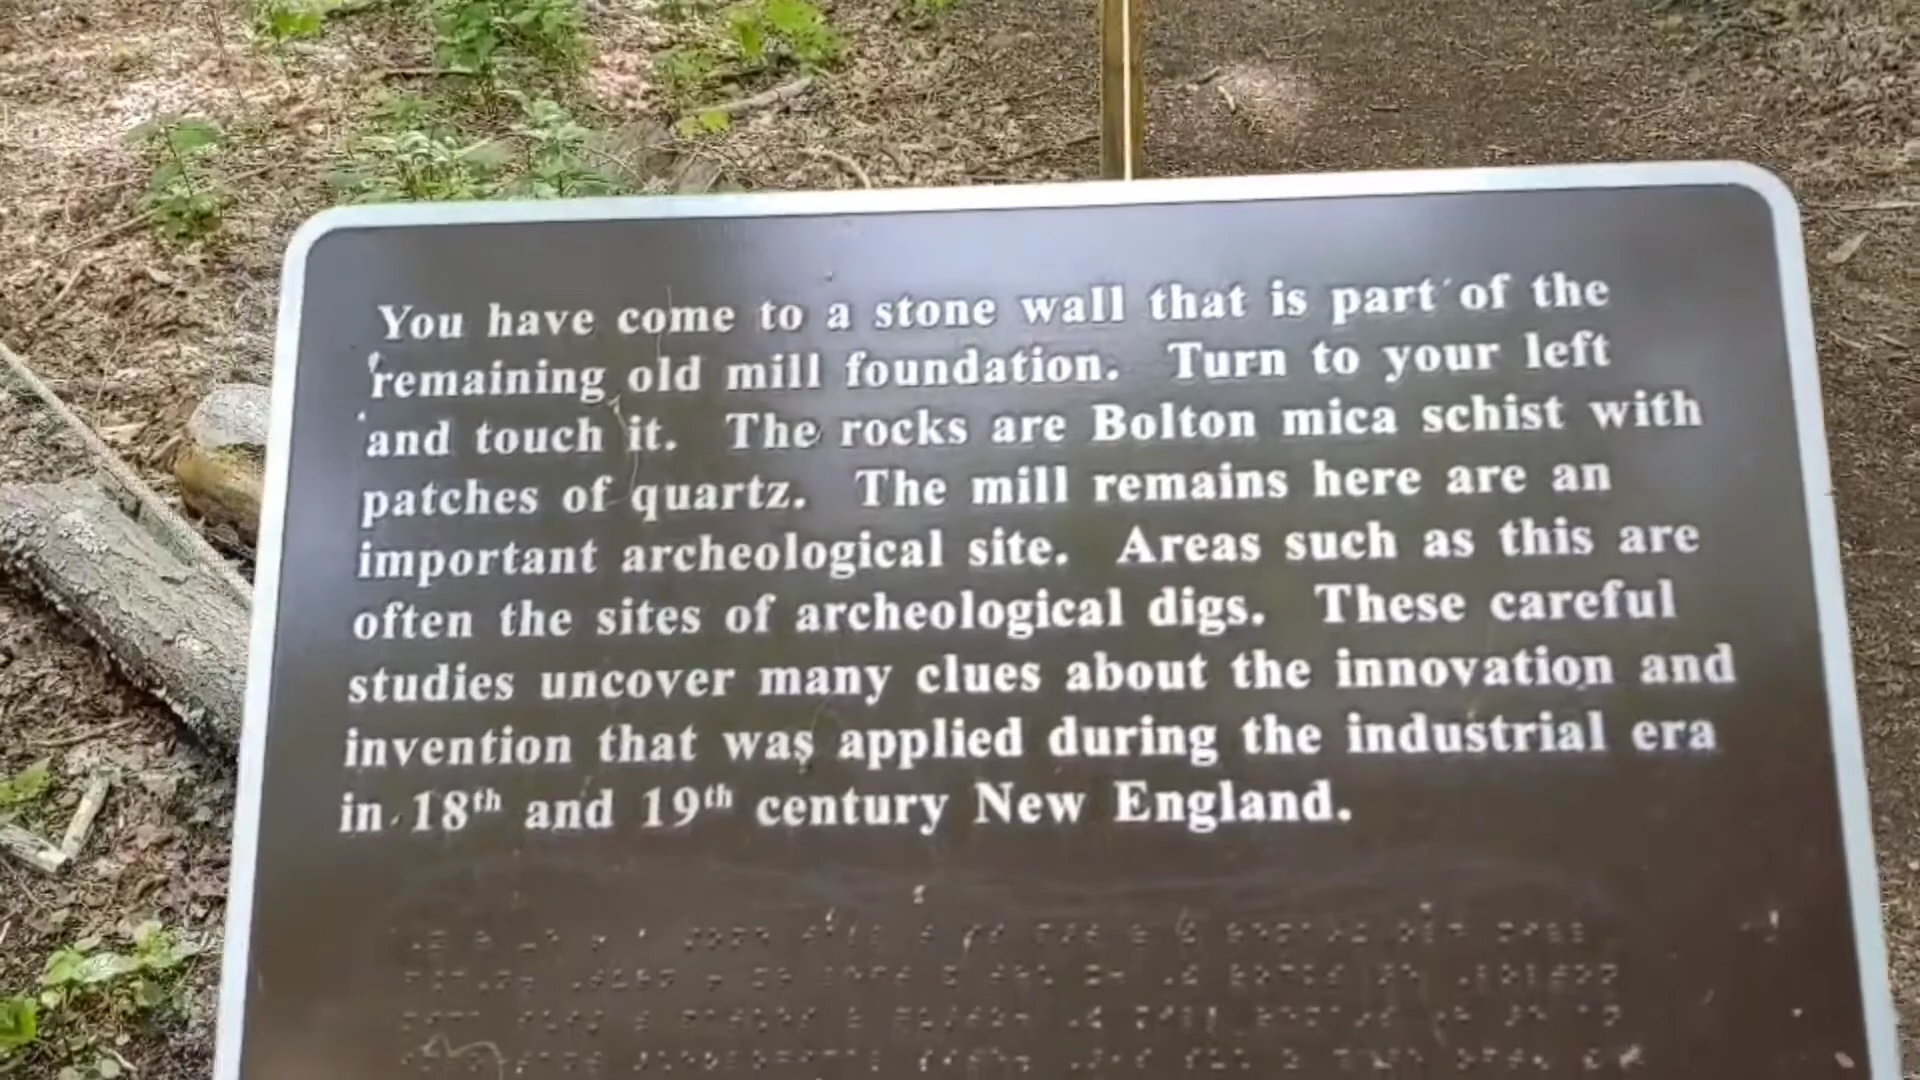 You have come to a stone wall that is part of the
remaining old mill foundation. Turn to your left
and touch it. The rocks are Bolton mica schist with
patches of quartz. The mill remains here are an
important archeological site. Areas such as this are
often the sites of archeological digs. These careful
studies uncover many clues about the innovation and
invention that was applied during the industrial era
in 18th and 19th century New England.